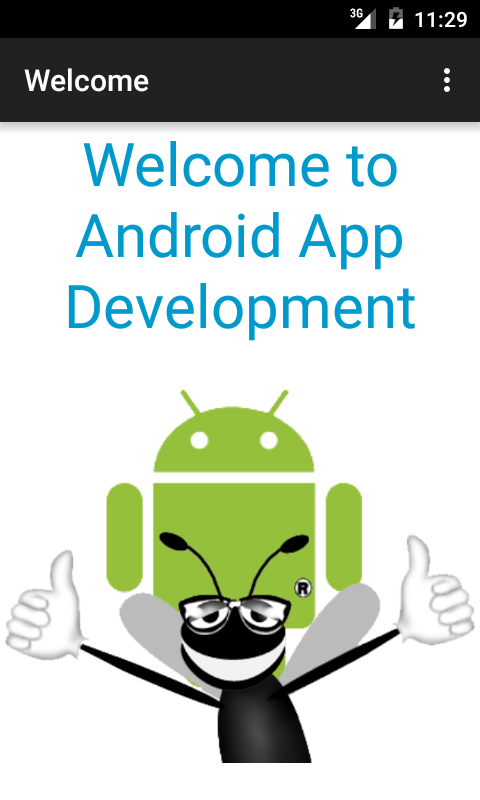 3G 11:29
Welcome
Welcome to
Android App
Development
®